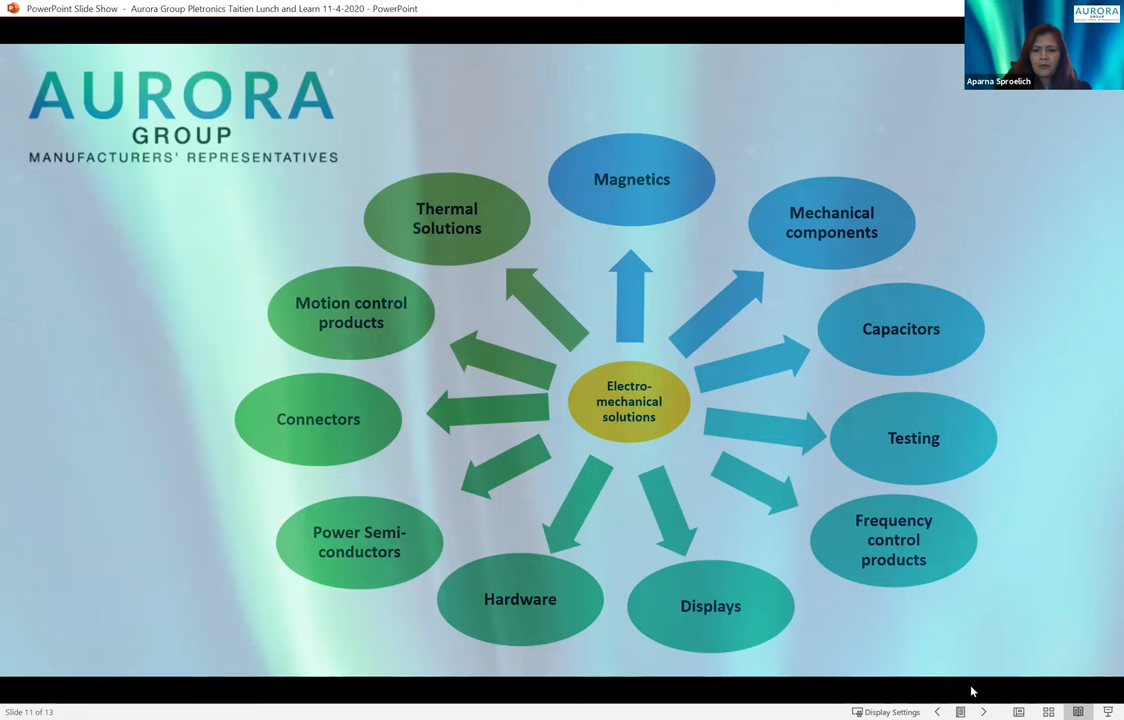 PowerPoint Slide Show - Aurora Group Pletronics Taitien Lunch and Learn 11-4-2020 - PowerPoint
AURORA
GROUP
Aparna Sproelich
AURORA
GROUP
MANUFACTURERS' REPRESENTATIVES
Magnetics
Thermal
Solutions
Mechanical
components
Motion control
products
Capacitors
Electro-
mechanical
solutions
Connectors
Testing
Power Semi-
conductors
Frequency
control
products
Hardware
Displays
Slide 11 of 13
Display Settings